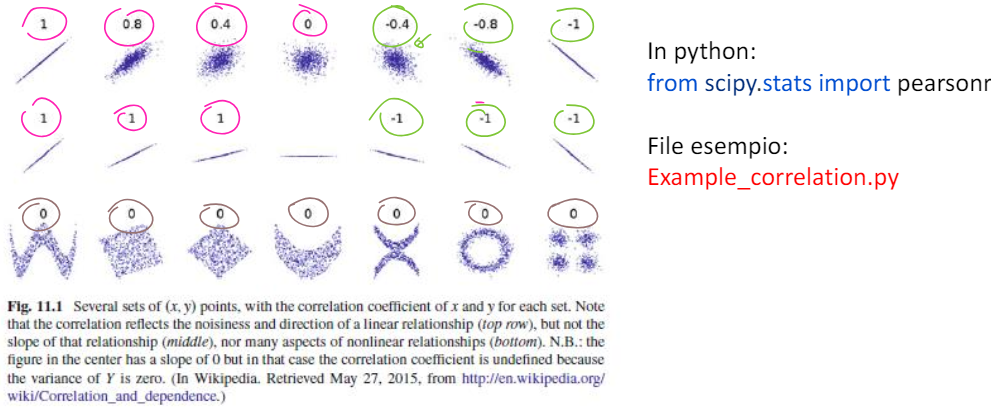 1 0.8 0.4 0 -0.4 -0.8 -1
1 1 1 -1 -1 -1
0 0 0 0 0 0 0
Fig. 11.1 Several sets of (x, y) points, with the correlation coefficient of x and y for each set. Note
that the correlation reflects the noisiness and direction of a linear relationship (top row), but not the
slope of that relationship (middle), nor many aspects of nonlinear relationships (bottom). N.B.: the
figure in the center has a slope of 0 but in that case the correlation coefficient is undefined because
the variance of Y is zero. (In Wikipedia. Retrieved May 27, 2015, from http://en.wikipedia.org/
wiki/Correlation_and_dependence.)
In python:
from scipy.stats import pearsonr
File esempio:
Example_correlation.py